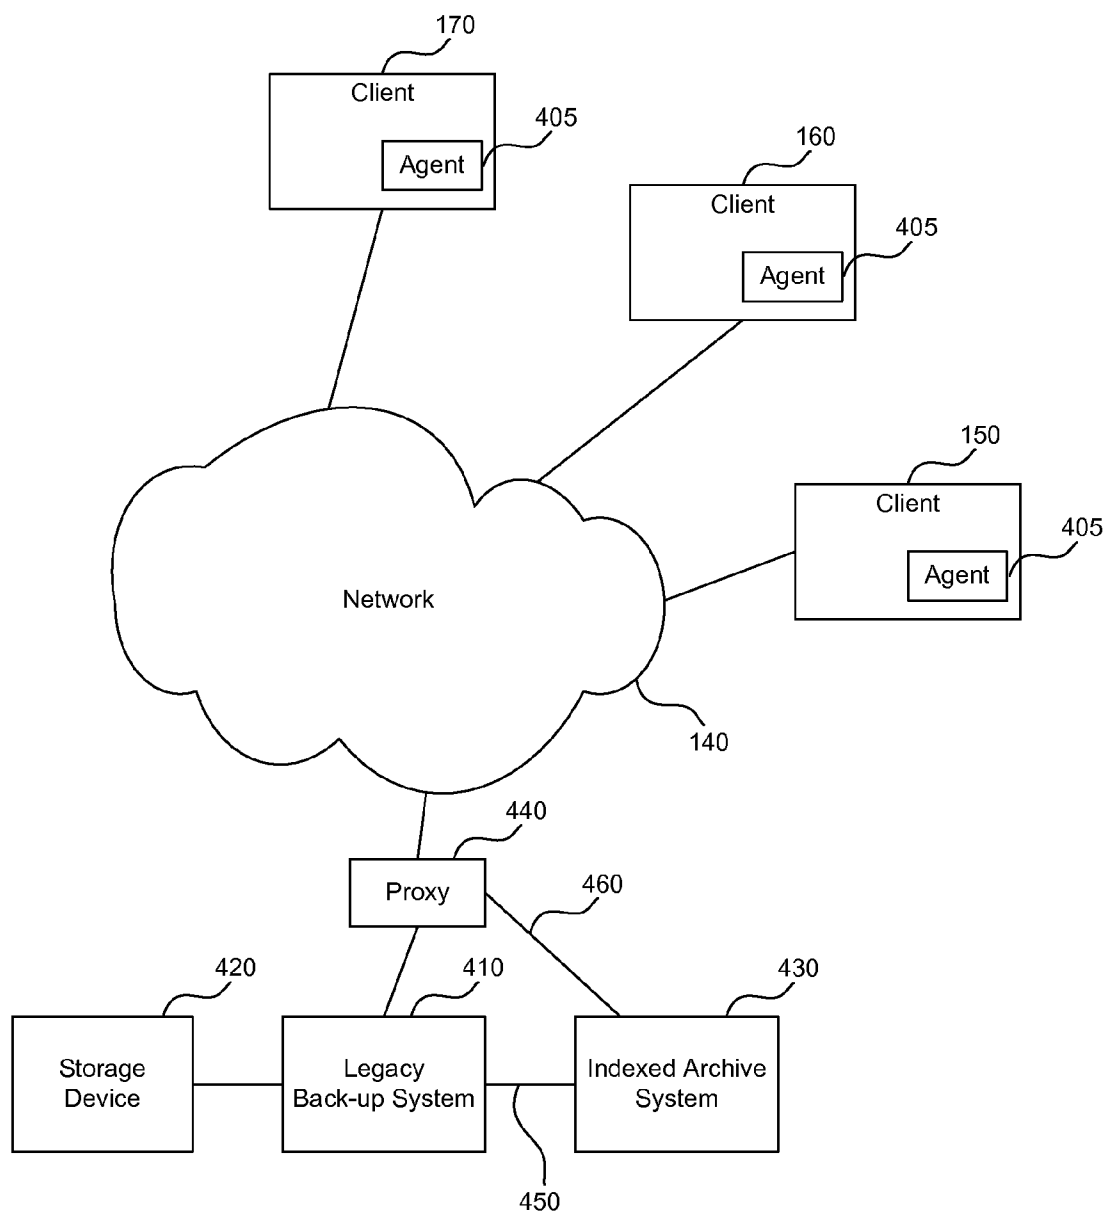 170
Client
405
Agent
160
Client
405
Agent
150
Client
405
Agent
Network
140
440
Proxy
460
420
410
430
Storage
Device
Legacy
Back-up System
Indexed Archive
System
450